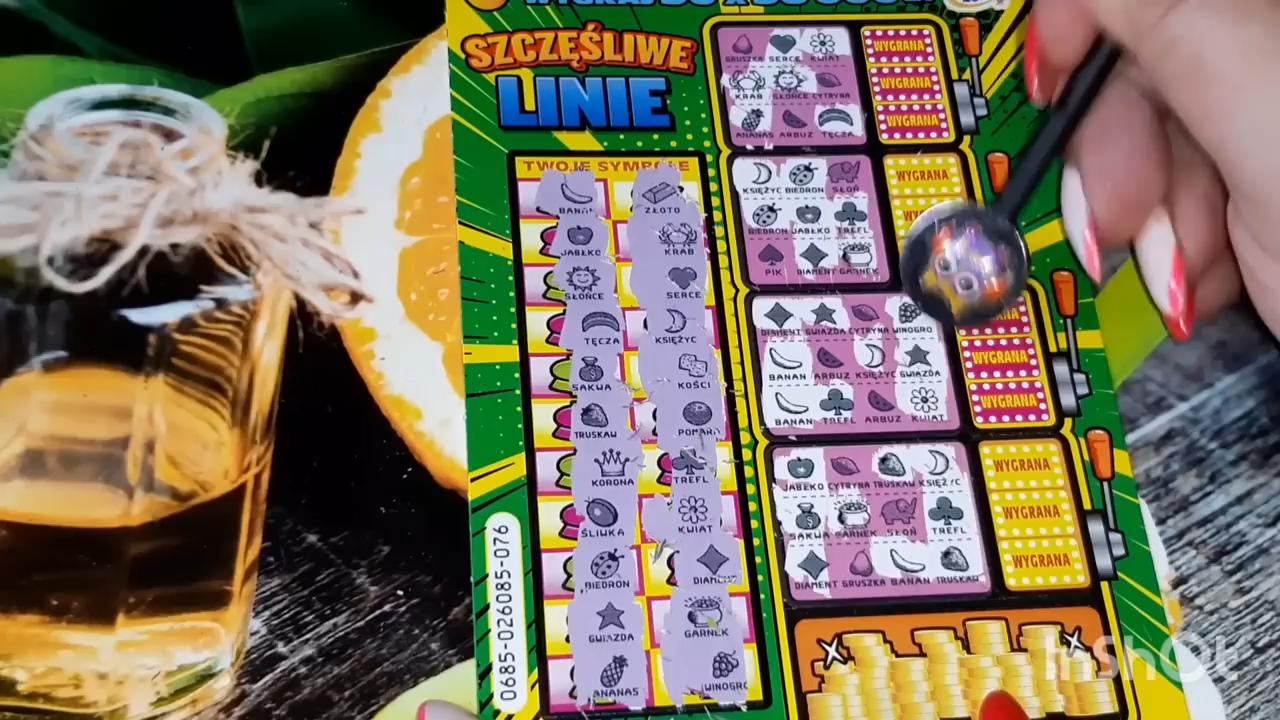 SZCZĘŚLIWE
LINIE
TWOJE SYMBOLE
BANAN ZŁOTO
JABŁKO KRAB
SŁOŃCE SERCE
TĘCZA KSIĘŻYC
SAKWA KOŚCI
TRUSKAW POMARA
KORONA TREFL
ŚLIWKA KWIAT
BIEDRON DIAMENT
GWIAZDA GARNEK
ANANAS WINOGRO
0685-026085-076
GRUSZKA SERCE KWIAT
KRAB SŁOŃCE CYTRYNA
ANANAS ARBUZ TĘCZA
WYGRANA
WYGRANA
WYGRANA
KSIĘŻYC BIEDRON SŁOŃ
BIEDRON JABŁKO TREFL
PIK DIAMENT GARNEK
WYGRANA
DIAMENT GWIAZDA CYTRYNA WINOGRO
BANAN ARBUZ KSIĘŻYC GWIAZDA
BANAN TREFL ARBUZ KWIAT
WYGRANA
WYGRANA
JABŁKO CYTRYNA TRUSKAW KSIĘŻYC
SAKWA GARNEK SŁOŃ TREFL
DIAMENT GRUSZKA BANAN TRUSKAW
WYGRANA
WYGRANA
WYGRANA
InShOt